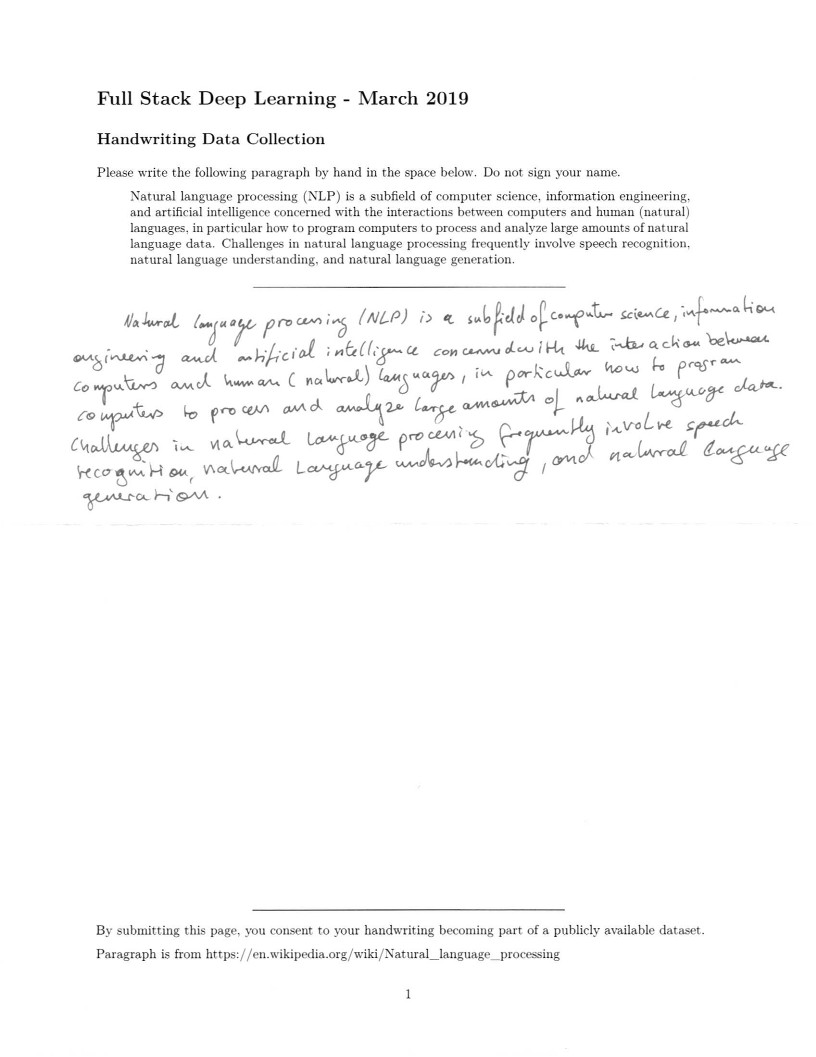 Full Stack Deep Learning - March 2019
Handwriting Data Collection
Please write the following paragraph by hand in the space below. Do not sign your name.
Natural language processing (NLP) is a subfield of computer science, information engineering,
and artificial intelligence concerned with the interactions between computers and human (natural)
languages, in particular how to program computers to process and analyze large amounts of natural
language data. Challenges in natural language processing frequently involve speech recognition,
natural language understanding, and natural language generation.
Natural language processing (NLP) is a subfield of computer science, information
engineering and artificial intelligence concerned with the interaction between
computers and human (natural) languages, in particular how to program
computers to process and analyze large amounts of natural language data.
Challenges in natural language processing frequently involve speech
recognition, natural language understanding, and natural language
generation.
By submitting this page, you consent to your handwriting becoming part of a publicly available dataset.
Paragraph is from https://en.wikipedia.org/wiki/Natural_language_processing
1